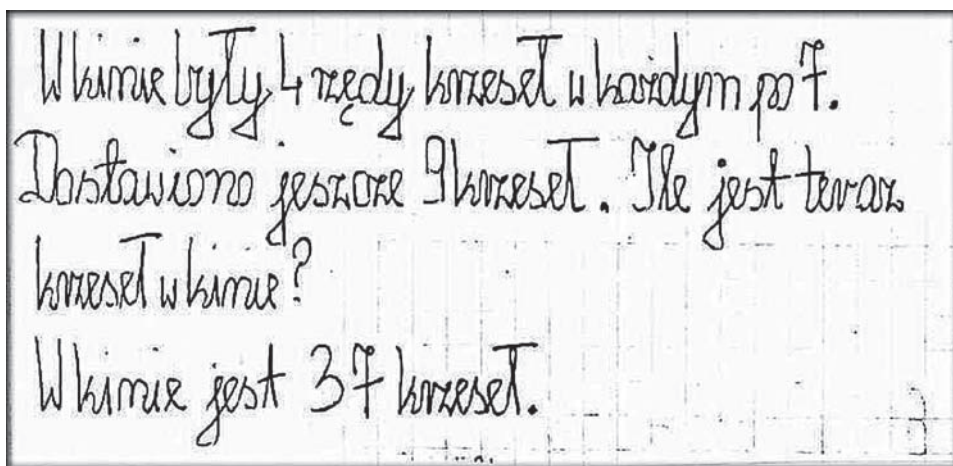 W kinie były 4 rzędy krzeseł w każdym po 7.
Dostawiono jeszcze 9 krzeseł. Ile jest teraz
krzeseł w kinie?
W kinie jest 37 krzeseł.